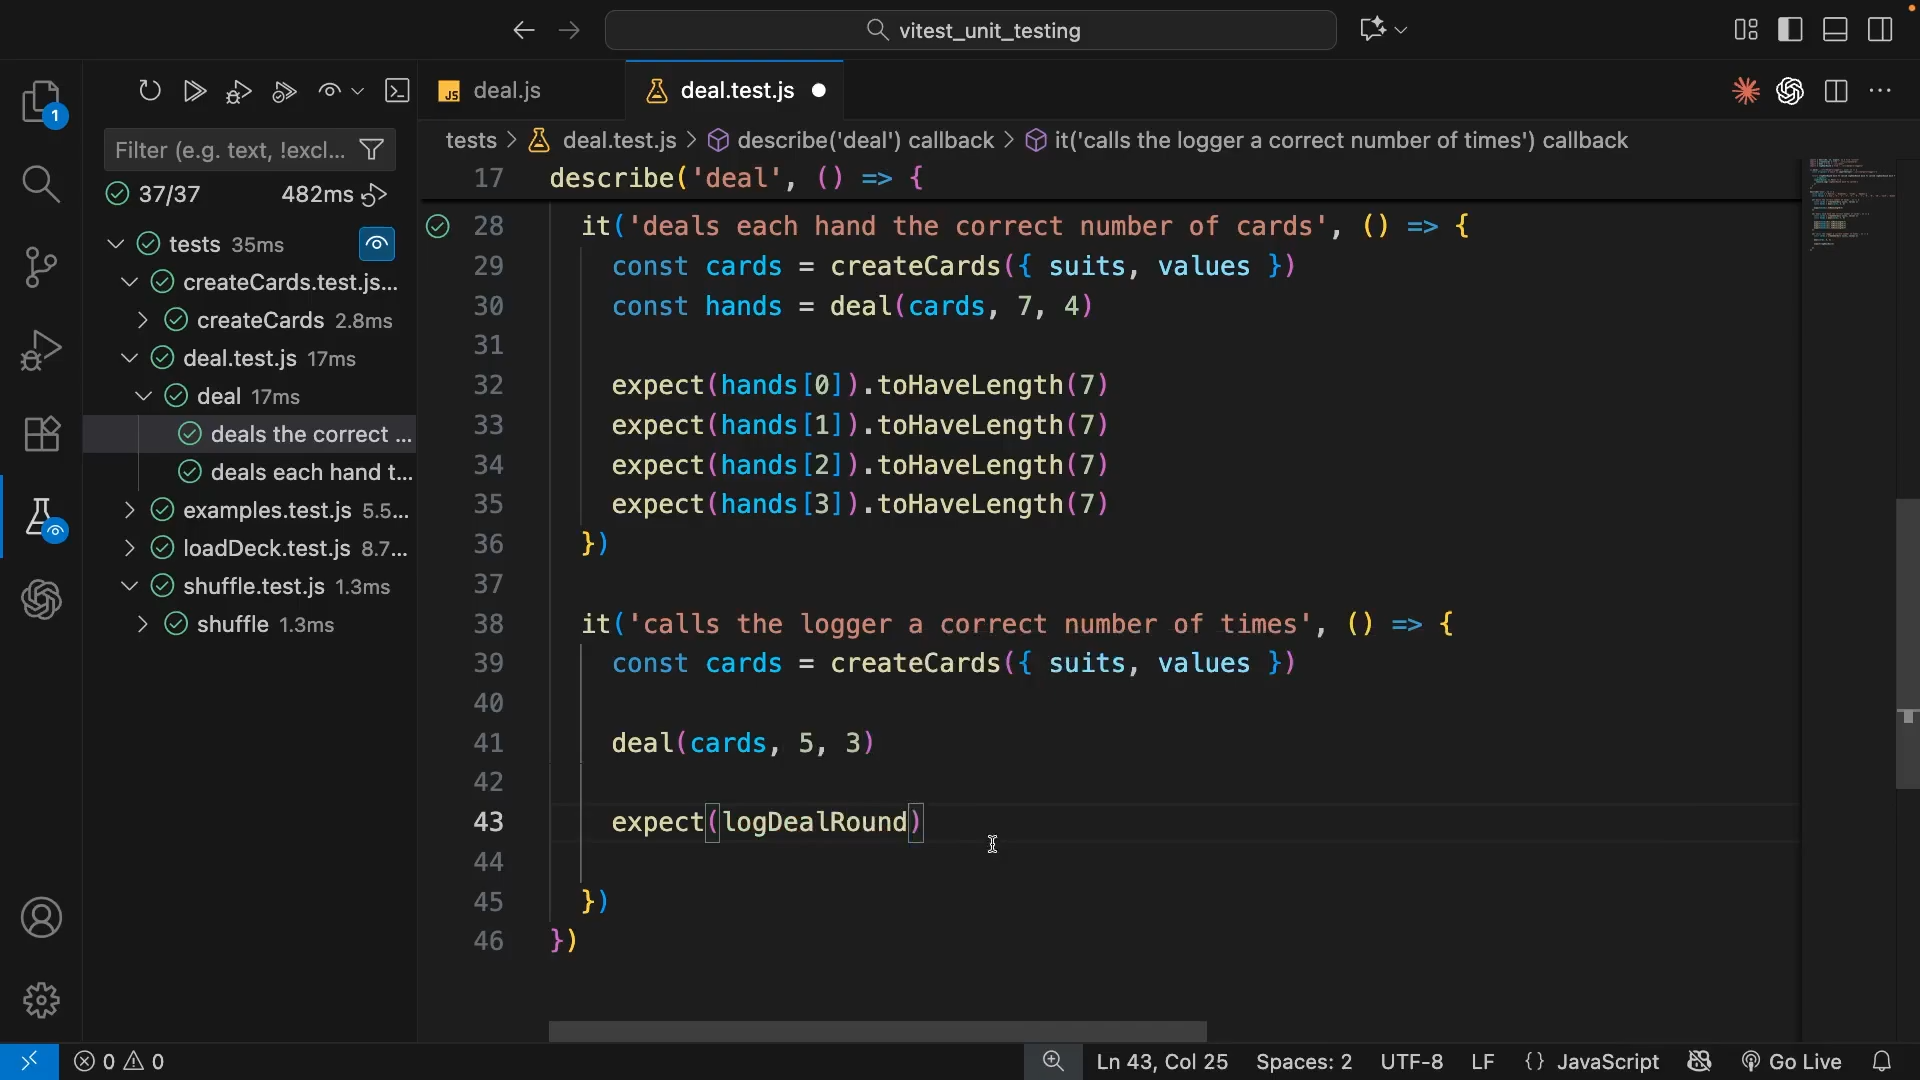 vitest_unit_testing
1
Filter (e.g. text, !excl...
37/37 482ms
tests 35ms
createCards.test.js...
createCards 2.8ms
deal.test.js 17ms
deal 17ms
deals the correct ...
deals each hand t...
examples.test.js 5.5...
loadDeck.test.js 8.7...
shuffle.test.js 1.3ms
shuffle 1.3ms
JS deal.js
deal.test.js
tests > deal.test.js > describe('deal') callback > it('calls the logger a correct number of times') callback
17 describe('deal', () => {
28 it('deals each hand the correct number of cards', () => {
29 const cards = createCards({ suits, values })
30 const hands = deal(cards, 7, 4)
31
32 expect(hands[0]).toHaveLength(7)
33 expect(hands[1]).toHaveLength(7)
34 expect(hands[2]).toHaveLength(7)
35 expect(hands[3]).toHaveLength(7)
36 })
37
38 it('calls the logger a correct number of times', () => {
39 const cards = createCards({ suits, values })
40
41 deal(cards, 5, 3)
42
43 expect(logDealRound)
44
45 })
46 })
0 0 Ln 43, Col 25 Spaces: 2 UTF-8 LF {} JavaScript Go Live